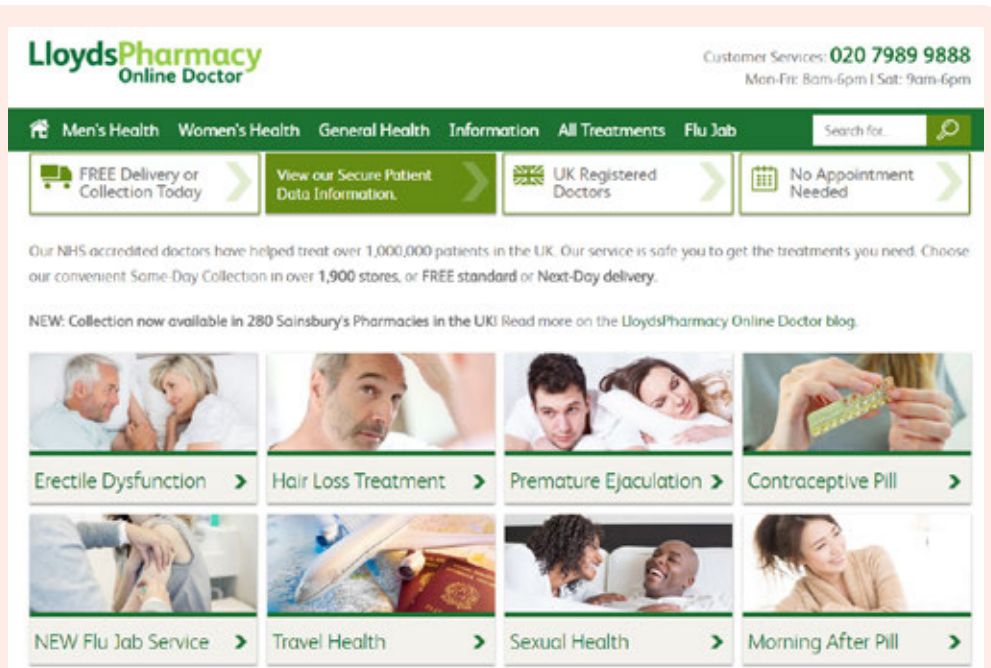 LloydsPharmacy
Online Doctor
Customer Services: 020 7989 9888
Mon-Fri: 8am-6pm | Sat: 9am-6pm
Men's Health Women's Health General Health Information All Treatments Flu Jab Search for..
FREE Delivery or
Collection Today
View our Secure Patient
Data Information.
UK Registered
Doctors
No Appointment
Needed
Our NHS accredited doctors have helped treat over 1,000,000 patients in the UK. Our service is safe you to get the treatments you need. Choose
our convenient Same-Day Collection in over 1,900 stores, or FREE standard or Next-Day delivery.
NEW: Collection now available in 280 Sainsbury's Pharmacies in the UK! Read more on the LloydsPharmacy Online Doctor blog.
Erectile Dysfunction
Hair Loss Treatment
Premature Ejaculation
Contraceptive Pill
NEW Flu Jab Service
Travel Health
Sexual Health
Morning After Pill